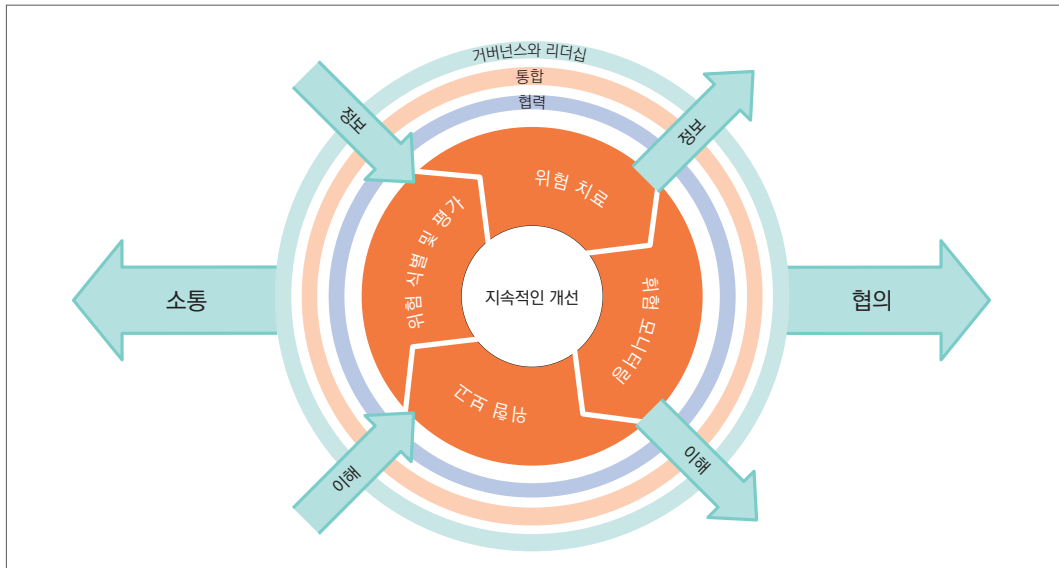 거버넌스와 리더십
통합
협력
정보
정보
위험 치료
위험 식별 및 평가
지속적인 개선
위험 모니터링
위험 보고
소통
협의
이해
이해